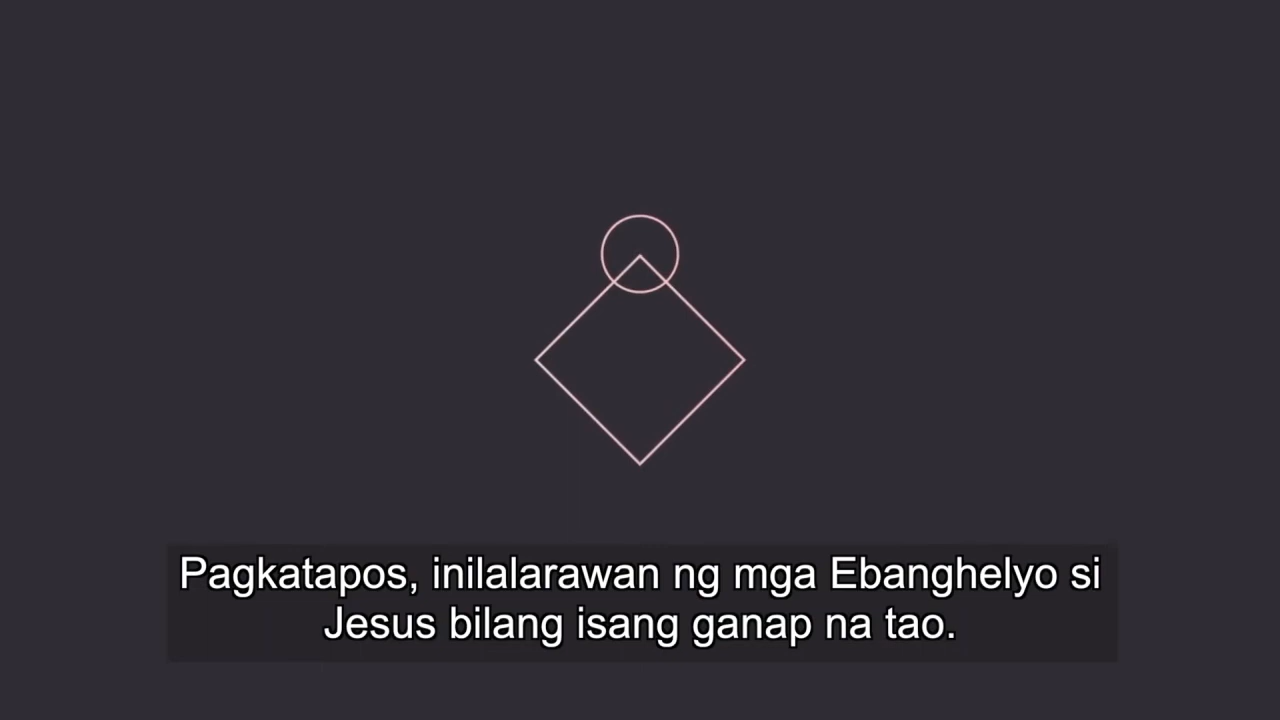 Pagkatapos, inilalarawan ng mga Ebanghelyo si
Jesus bilang isang ganap na tao.